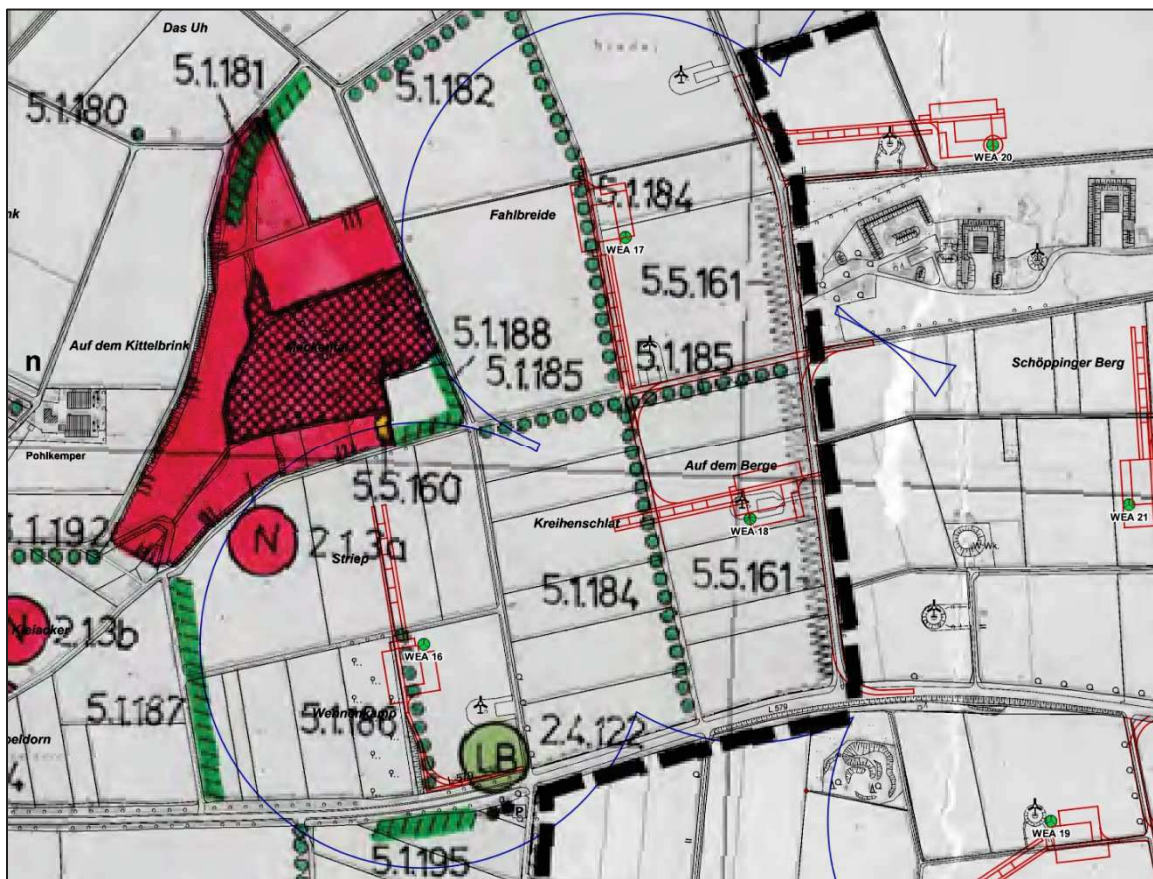 Das Uh
5.1.181
5.1.180
5.1.182
WEA 20
5.1.184
Fahlbreide
WEA 17
5.5.161
Auf dem Kittelbrink
n
5.1.188
5.1.185
5.1.185
Schöppinger Berg
Pohlkemper
5.5.160
Auf dem Berge
WEA 18
Kreihenschlat
WEA 21
W-Wk.
N
2.1.3a
Striep
5.1.184
5.5.161
N
2.1.3b
WEA 16
5.1.187
5.1.186
Wennenkamp
LB
2.4.122
L 579
L 570
P
WEA 19
5.1.195